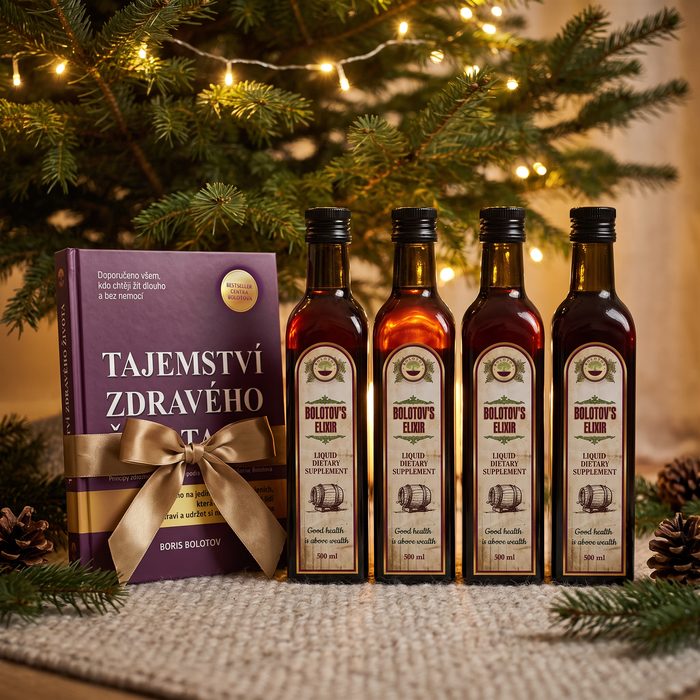 Doporučeno všem,
kdo chtějí žít dlouho
a bez nemocí
BESTSELLER
CENTRA
BOLOTOVA
TAJEMSTVÍ
ZDRAVÉHO
BORIS BOLOTOV
BOLOTOV'S
ELIXIR
LIQUID
DIETARY
SUPPLEMENT
Good health
is above wealth
500 ml
BOLOTOV'S
ELIXIR
LIQUID
DIETARY
SUPPLEMENT
Good health
is above wealth
500 ml
BOLOTOV'S
ELIXIR
LIQUID
DIETARY
SUPPLEMENT
Good health
is above wealth
500 ml
BOLOTOV'S
ELIXIR
LIQUID
DIETARY
SUPPLEMENT
Good health
is above wealth
500 ml